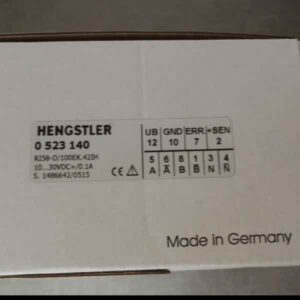 HENGSTLER
0 523 140
RI58-O/100EK.42IH
10...30VDC=/0.1A
S. 1486642/0515
UB GND ERR +SEN
12 10 7 2
5 6 8 1 3 4
A A̅ B B̅ N N̅
CE
Made in Germany